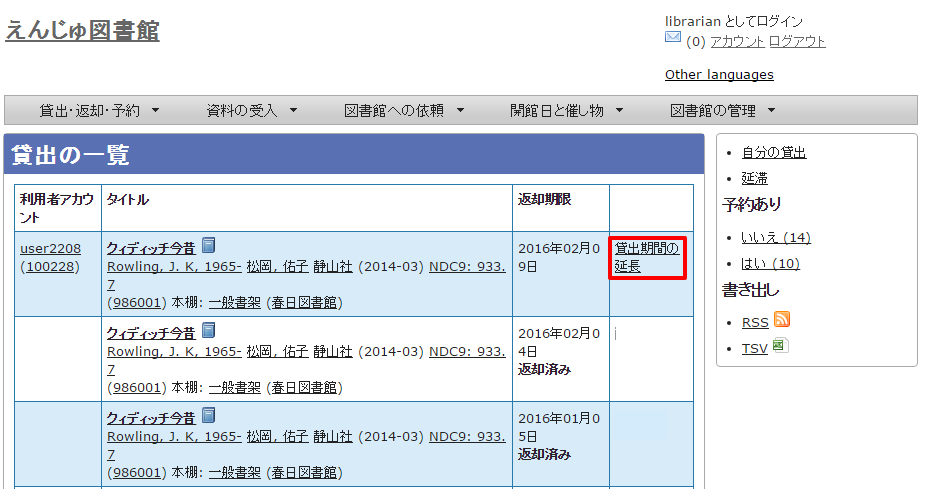 えんじゅ図書館
librarian としてログイン
(0) アカウント ログアウト
Other languages
貸出・返却・予約 ▼ 資料の受入 ▼ 図書館への依頼 ▼ 開館日と催し物 ▼ 図書館の管理 ▼
貸出の一覧
利用者アカウント タイトル 返却期限
user2208
(100228)
クィディッチ今昔
Rowling, J. K, 1965- 松岡, 佑子 静山社 (2014-03) NDC9: 933.
7
(986001) 本棚: 一般書架 (春日図書館)
2016年02月0
9日
貸出期間の
延長
クィディッチ今昔
Rowling, J. K, 1965- 松岡, 佑子 静山社 (2014-03) NDC9: 933.
7
(986001) 本棚: 一般書架 (春日図書館)
2016年02月0
4日
返却済み
クィディッチ今昔
Rowling, J. K, 1965- 松岡, 佑子 静山社 (2014-03) NDC9: 933.
7
(986001) 本棚: 一般書架 (春日図書館)
2016年01月0
5日
返却済み
• 自分の貸出
• 延滞
予約あり
• いいえ (14)
• はい (10)
書き出し
• RSS
• TSV